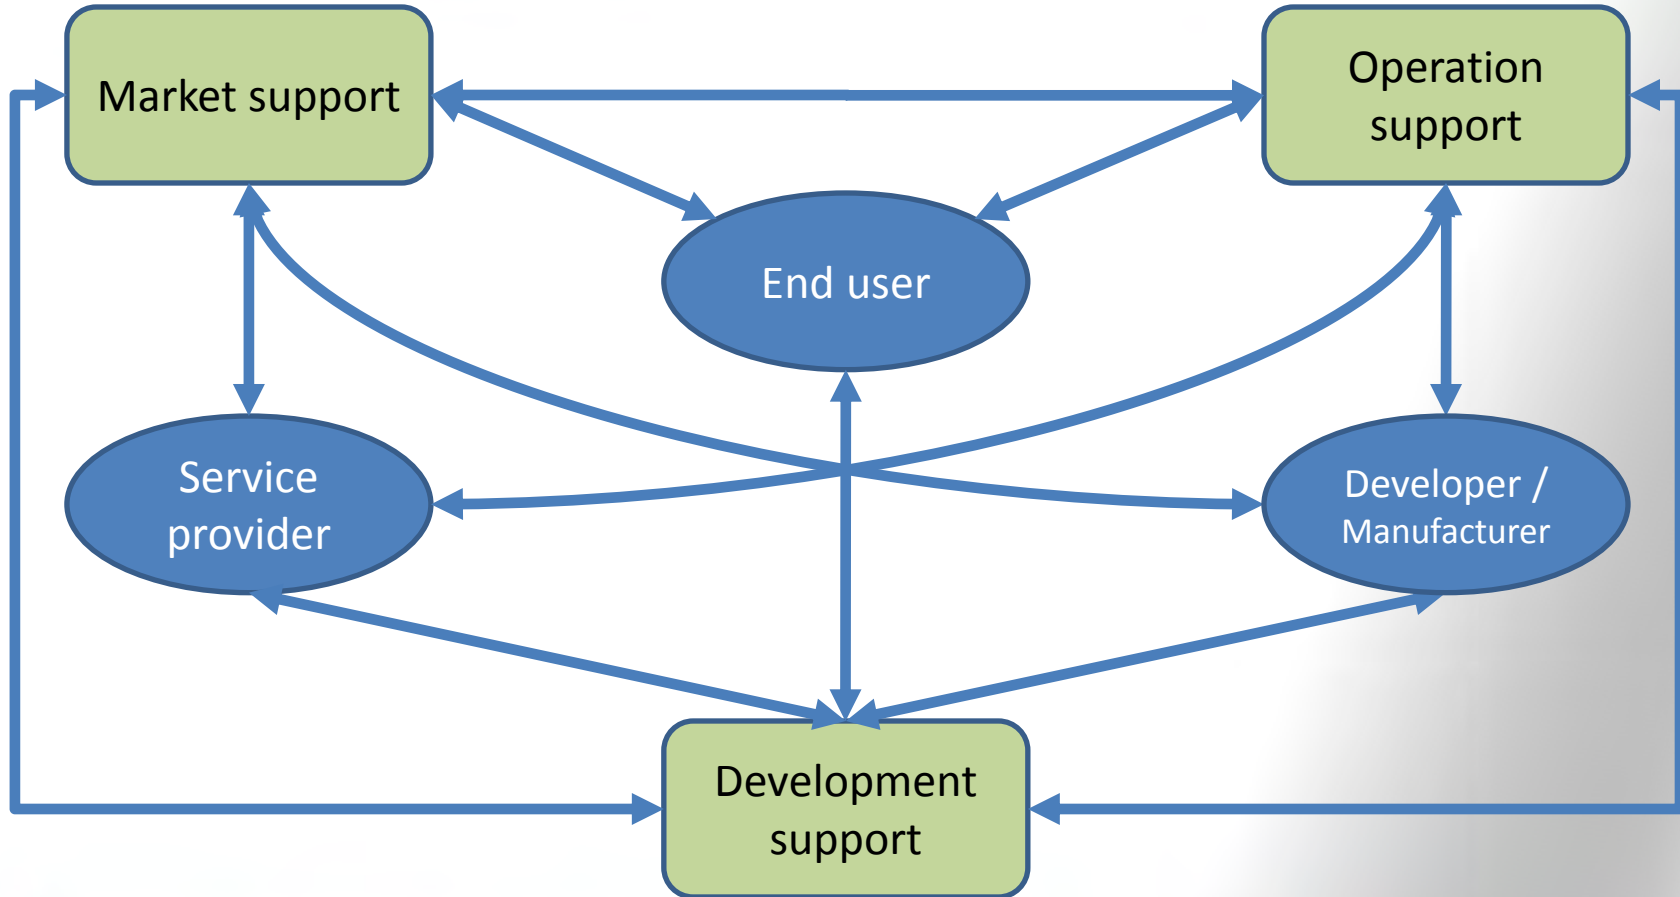 Market support
Operation
support
End user
Service
provider
Developer /
Manufacturer
Development
support